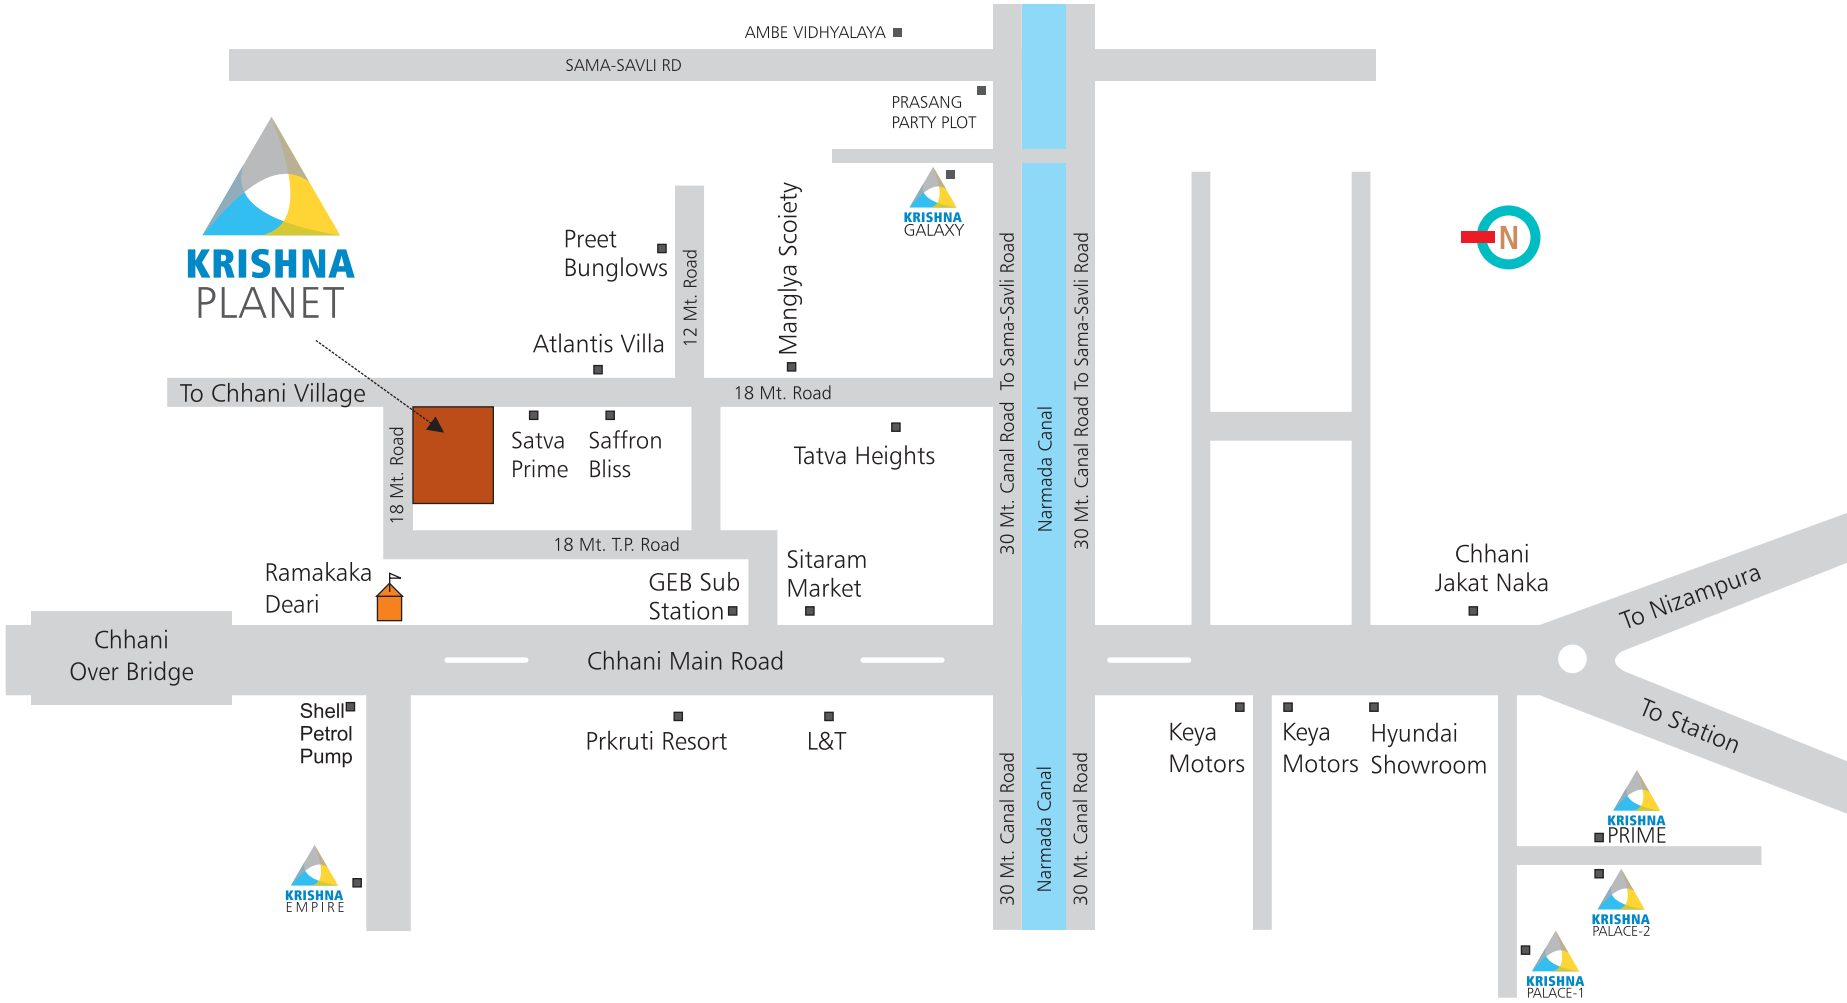 AMBE VIDHYALAYA
SAMA-SAVLI RD
PRASANG
PARTY PLOT
KRISHNA
GALAXY
KRISHNA
PLANET
Preet
Bunglows
12 Mt. Road
Manglya Scoiety
30 Mt. Canal Road To Sama-Savli Road
30 Mt. Canal Road To Sama-Savli Road
N
Atlantis Villa
To Chhani Village
18 Mt. Road
18 Mt. Road
Satva
Prime
Saffron
Bliss
Tatva Heights
Narmada Canal
18 Mt. T.P. Road
Ramakaka
Deari
GEB Sub
Station
Sitaram
Market
Chhani
Jakat Naka
To Nizampura
Chhani
Over Bridge
Chhani Main Road
To Station
Shell
Petrol
Pump
Prkruti Resort
L&T
30 Mt. Canal Road
Narmada Canal
30 Mt. Canal Road
Keya
Motors
Keya
Motors
Hyundai
Showroom
KRISHNA
PRIME
KRISHNA
EMPIRE
KRISHNA
PALACE-2
KRISHNA
PALACE-1